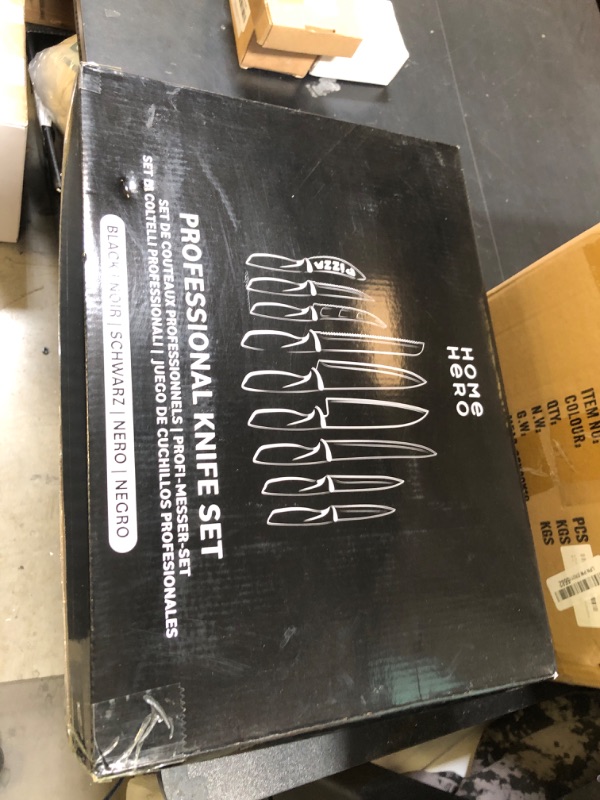 HOME
HERO
PIZZA
PROFESSIONAL KNIFE SET
SET DE COUTEAUX PROFESSIONNELS | PROFI-MESSER-SET
SET DI COLTELLI PROFESSIONALI | JUEGO DE CUCHILLOS PROFESIONALES
BLACK | NOIR | SCHWARZ | NERO | NEGRO
ITEM NO:
COLOUR:
QTY: PCS
N.W: KGS
G.W: KGS